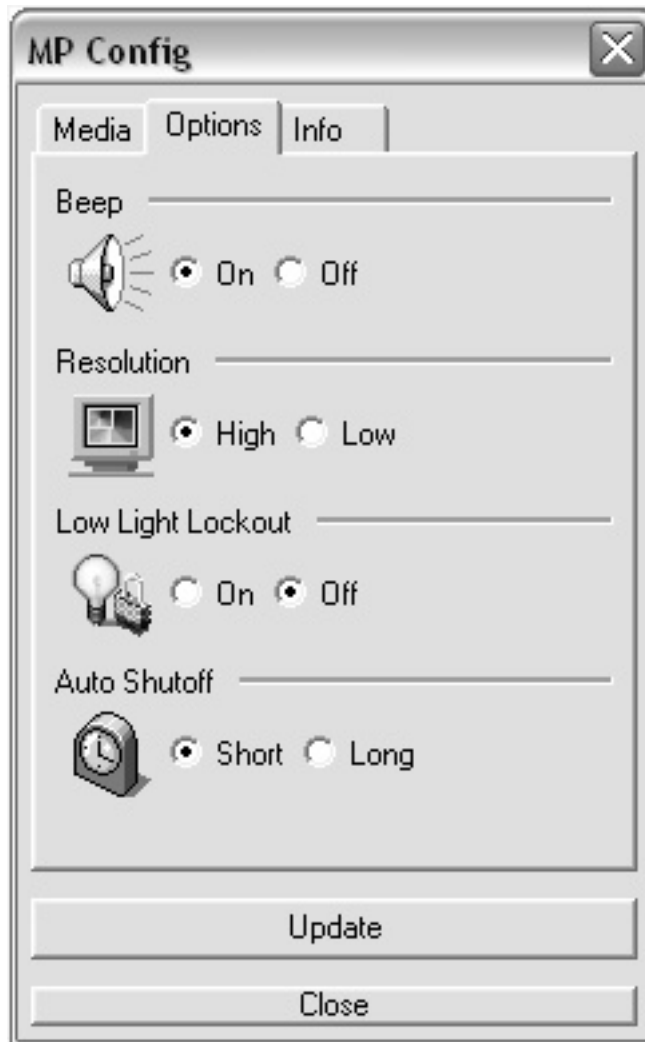 MP Config
Media Options Info
Beep
On Off
Resolution
High Low
Low Light Lockout
On Off
Auto Shutoff
Short Long
Update
Close